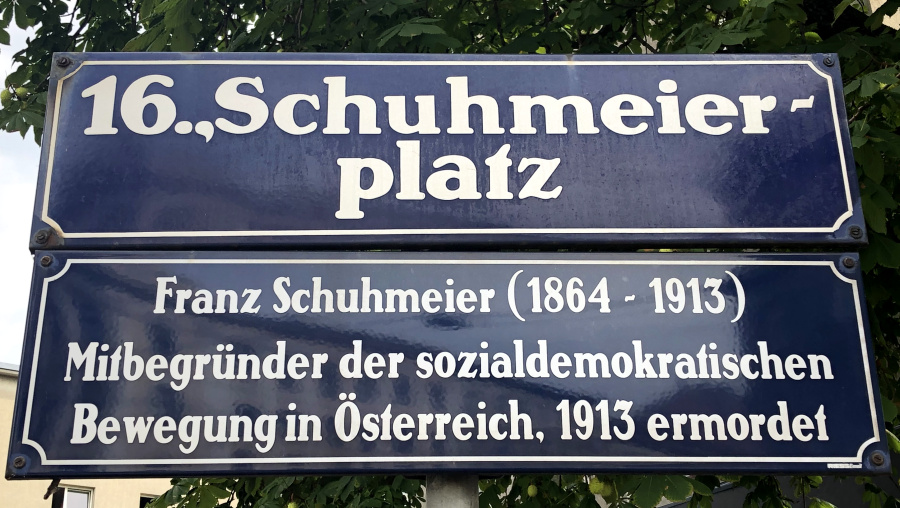 16., Schuhmeier-
platz
Franz Schuhmeier (1864 - 1913)
Mitbegründer der sozialdemokratischen
Bewegung in Österreich, 1913 ermordet